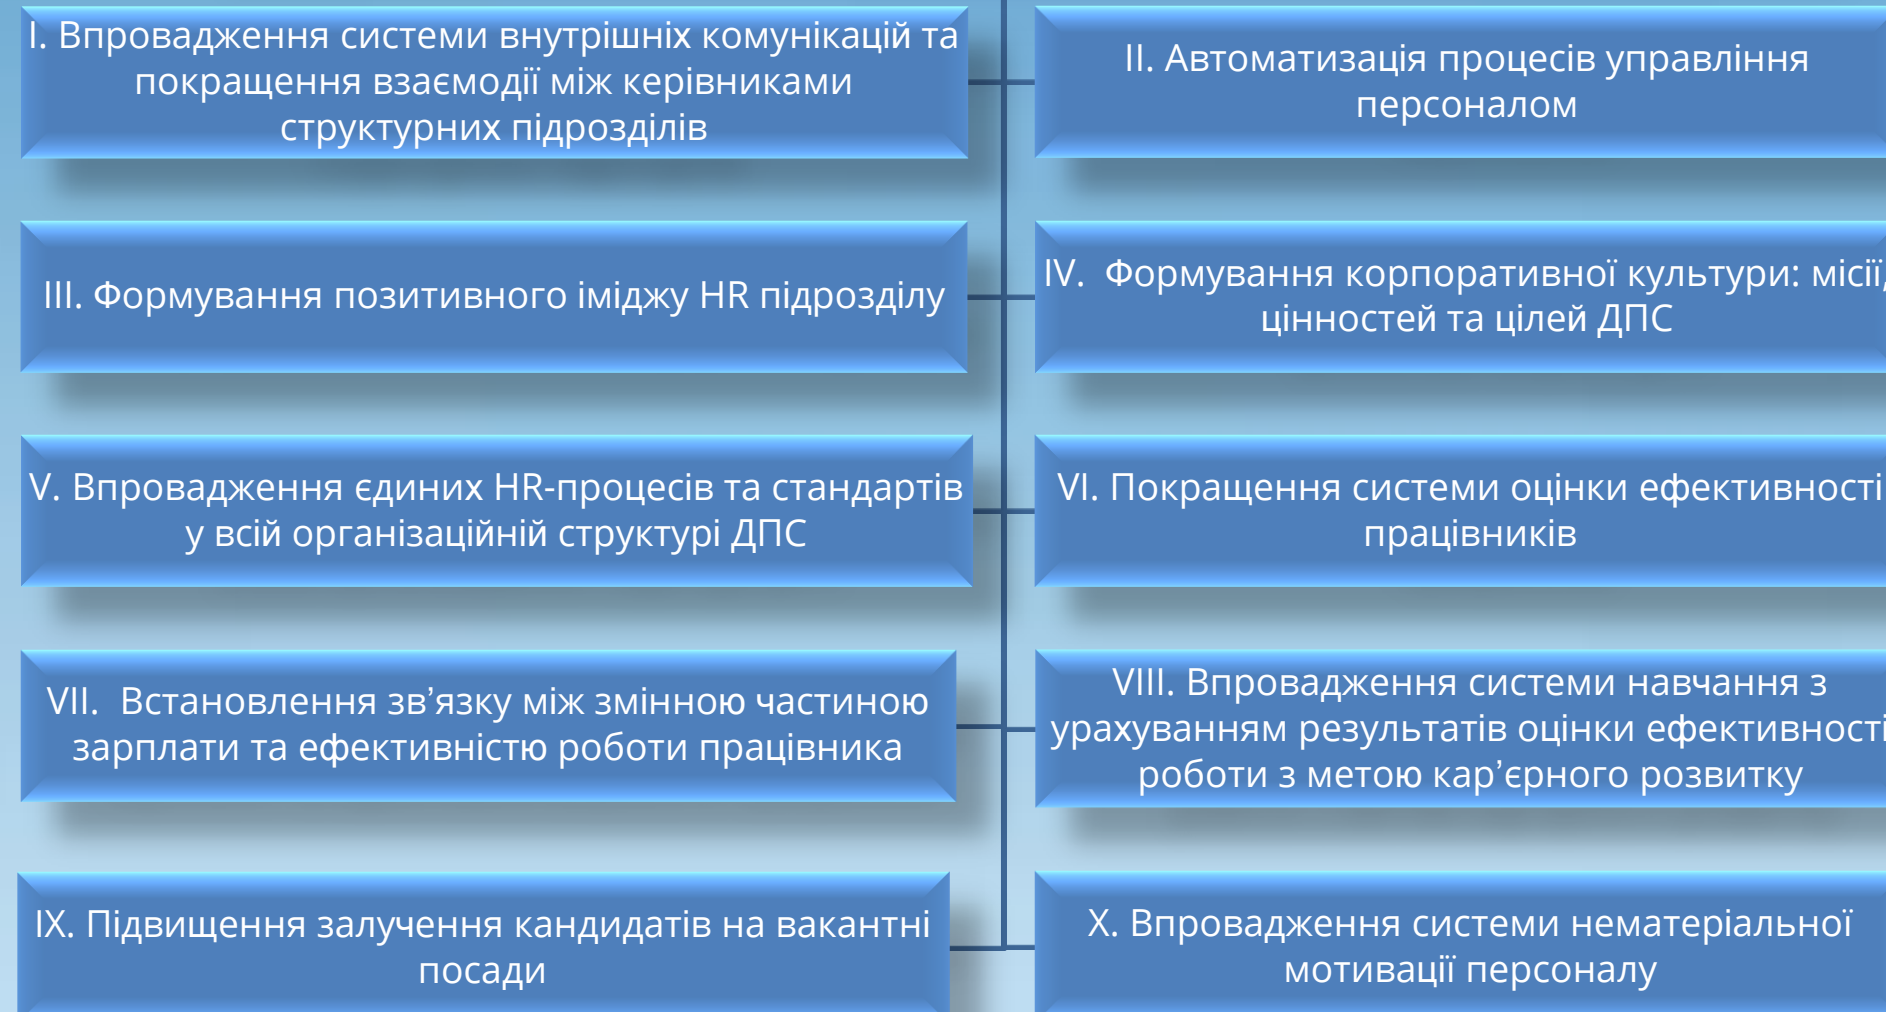 I. Впровадження системи внутрішніх комунікацій та
покращення взаємодії між керівниками
структурних підрозділів
II. Автоматизація процесів управління
персоналом
III. Формування позитивного іміджу HR підрозділу
IV. Формування корпоративної культури: місії,
цінностей та цілей ДПС
V. Впровадження єдиних HR-процесів та стандартів
у всій організаційній структурі ДПС
VI. Покращення системи оцінки ефективності
працівників
VII. Встановлення зв’язку між змінною частиною
зарплати та ефективністю роботи працівника
VIII. Впровадження системи навчання з
урахуванням результатів оцінки ефективності
роботи з метою кар’єрного розвитку
IX. Підвищення залучення кандидатів на вакантні
посади
X. Впровадження системи нематеріальної
мотивації персоналу